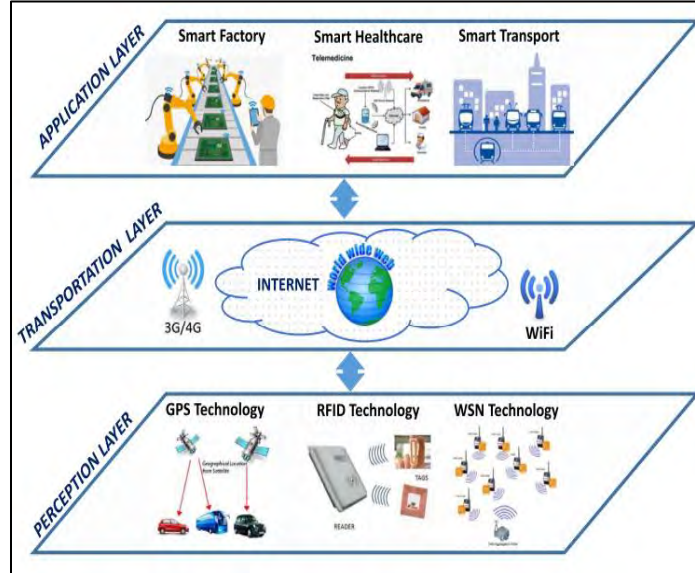 APPLICATION LAYER
Smart Factory
Smart Healthcare
Smart Transport
Telemedicine
TRANSPORTATION LAYER
3G/4G
INTERNET
world wide web
WiFi
PERCEPTION LAYER
GPS Technology
RFID Technology
WSN Technology
Geographical Location
from Satellite
TAGS
READER